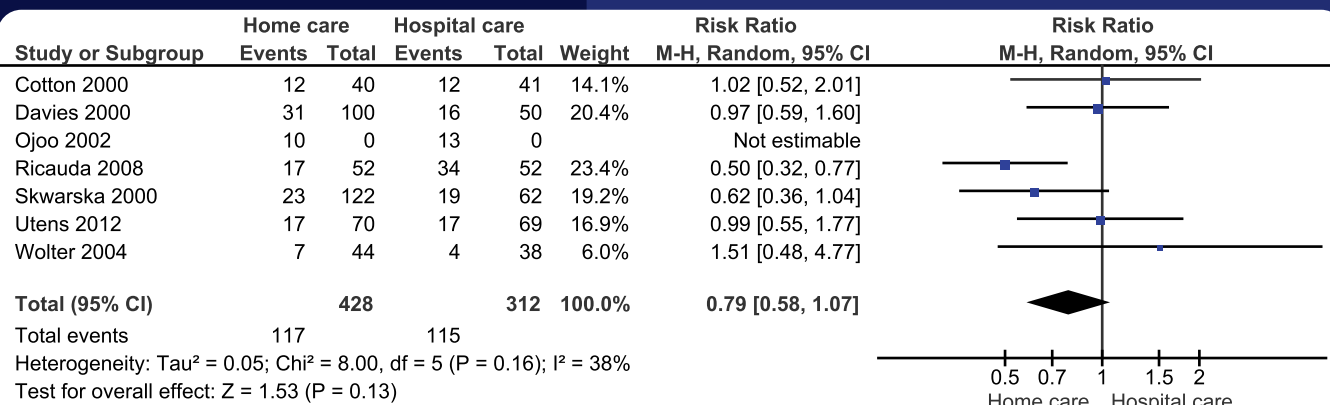 Home care Hospital care Risk Ratio Risk Ratio
Study or Subgroup Events Total Events Total Weight M-H, Random, 95% CI M-H, Random, 95% CI
Cotton 2000 12 40 12 41 14.1% 1.02 [0.52, 2.01]
Davies 2000 31 100 16 50 20.4% 0.97 [0.59, 1.60]
Ojoo 2002 10 0 13 0 Not estimable
Ricauda 2008 17 52 34 52 23.4% 0.50 [0.32, 0.77]
Skwarska 2000 23 122 19 62 19.2% 0.62 [0.36, 1.04]
Utens 2012 17 70 17 69 16.9% 0.99 [0.55, 1.77]
Wolter 2004 7 44 4 38 6.0% 1.51 [0.48, 4.77]
Total (95% CI) 428 312 100.0% 0.79 [0.58, 1.07]
Total events 117 115
Heterogeneity: Tau² = 0.05; Chi² = 8.00, df = 5 (P = 0.16); I² = 38%
Test for overall effect: Z = 1.53 (P = 0.13)
0.5 0.7 1 1.5 2
Home care Hospital care